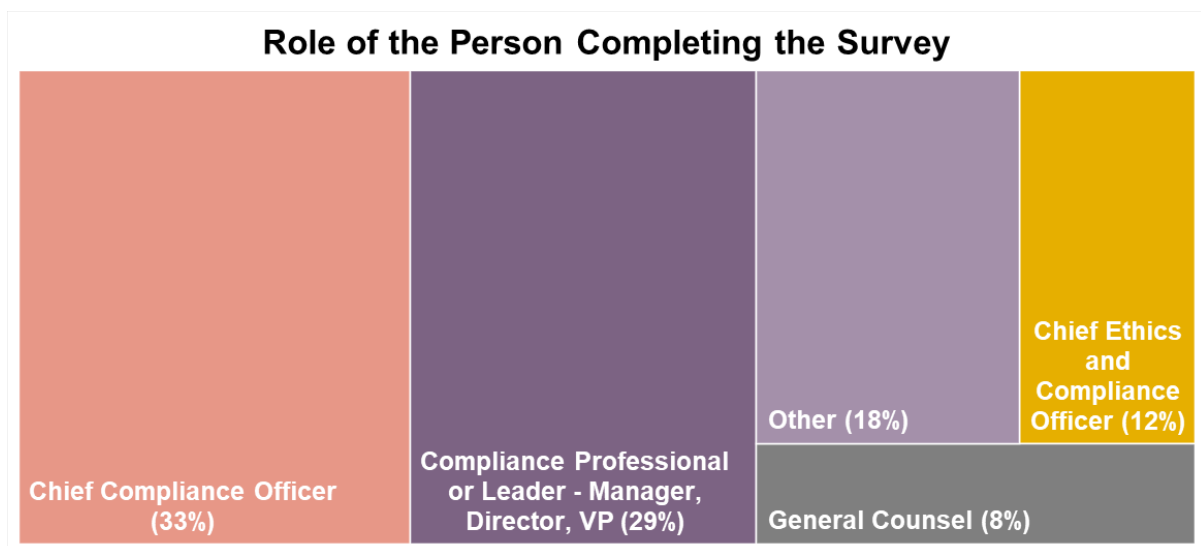 Role of the Person Completing the Survey
Chief Compliance Officer
(33%)
Compliance Professional
or Leader - Manager,
Director, VP (29%)
Other (18%)
Chief Ethics
and
Compliance
Officer (12%)
General Counsel (8%)